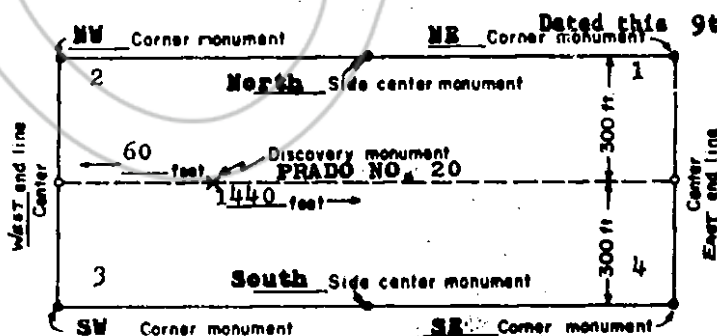 Dated this 9t
NW Corner monument NE Corner monument
2 1
North Side center monument
300 ft
60 feet Discovery monument
PRADO NO. 20
WEST end line
Center
1440 feet
Center
EAST end line
300 ft
3 4
South Side center monument
SW Corner monument SE Corner monument